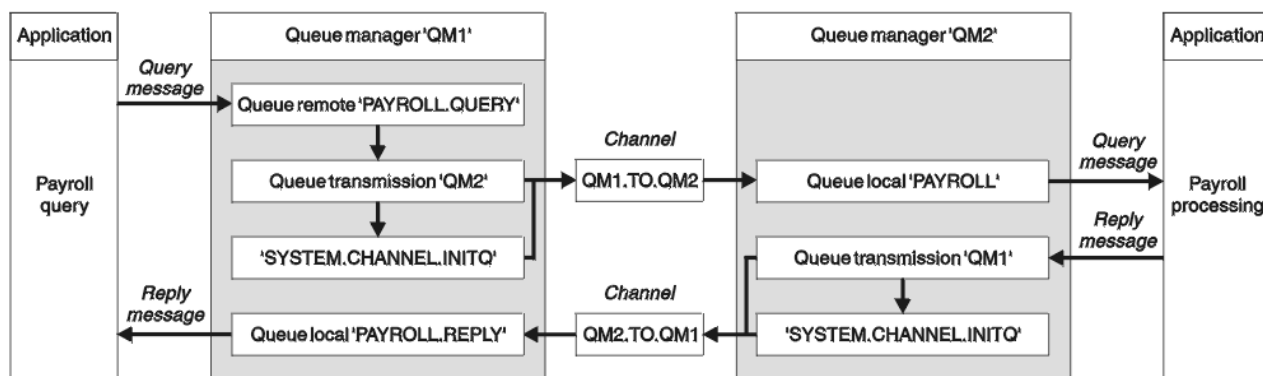 Application
Queue manager 'QM1'
Queue manager 'QM2'
Application
Query
message
Queue remote 'PAYROLL.QUERY'
Channel
Query
message
Payroll
query
Queue transmission 'QM2'
QM1.TO.QM2
Queue local 'PAYROLL'
Payroll
processing
'SYSTEM.CHANNEL.INITQ'
Reply
message
Queue transmission 'QM1'
Reply
message
Channel
Queue local 'PAYROLL.REPLY'
QM2.TO.QM1
'SYSTEM.CHANNEL.INITQ'